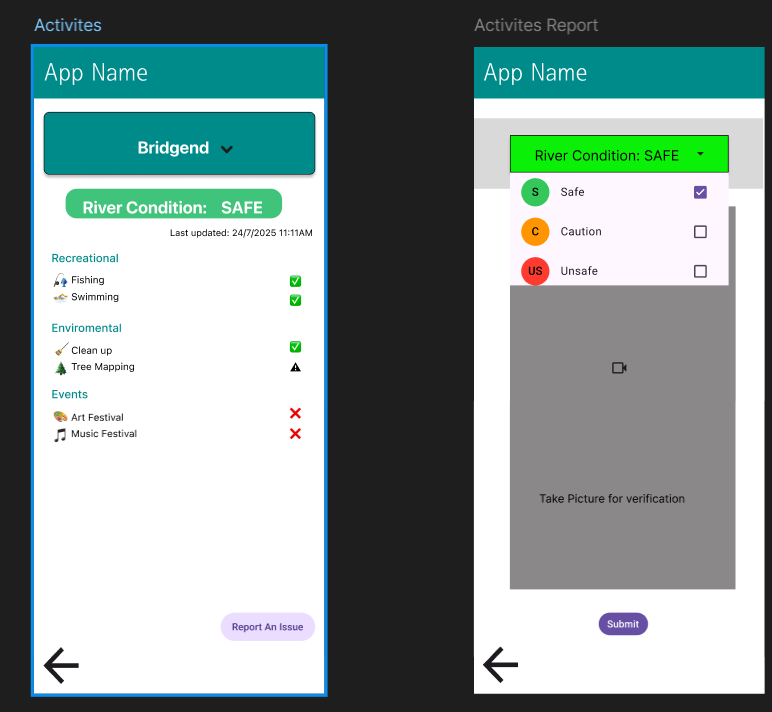 Activites
App Name
Bridgend
River Condition: SAFE
Last updated: 24/7/2025 11:11AM
Recreational
Fishing
Swimming
Enviromental
Clean up
Tree Mapping
Events
Art Festival
Music Festival
Report An Issue
Activites Report
App Name
River Condition: SAFE
S Safe
C Caution
US Unsafe
Take Picture for verification
Submit